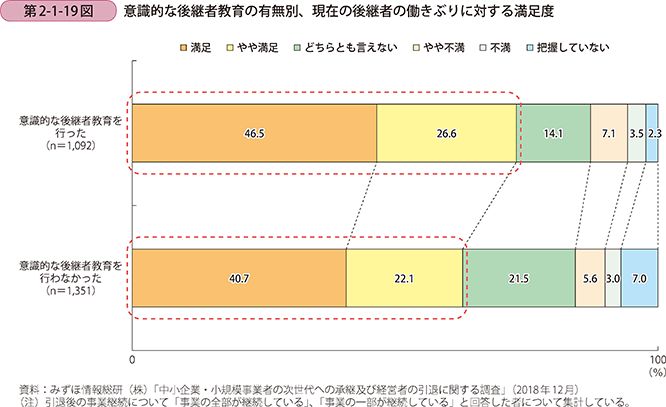 第2-1-19図 意識的な後継者教育の有無別、現在の後継者の働きぶりに対する満足度
満足 やや満足 どちらとも言えない やや不満 不満 把握していない
意識的な後継者教育を
行った
(n=1,092)
46.5 26.6 14.1 7.1 3.5 2.3
意識的な後継者教育を
行わなかった
(n=1,351)
40.7 22.1 21.5 5.6 3.0 7.0
0 100
(%)
資料：みずほ情報総研(株)「中小企業・小規模事業者の次世代への承継及び経営者の引退に関する調査」(2018年12月)
(注) 引退後の事業継続について「事業の全部が継続している」、「事業の一部が継続している」と回答した者について集計している。